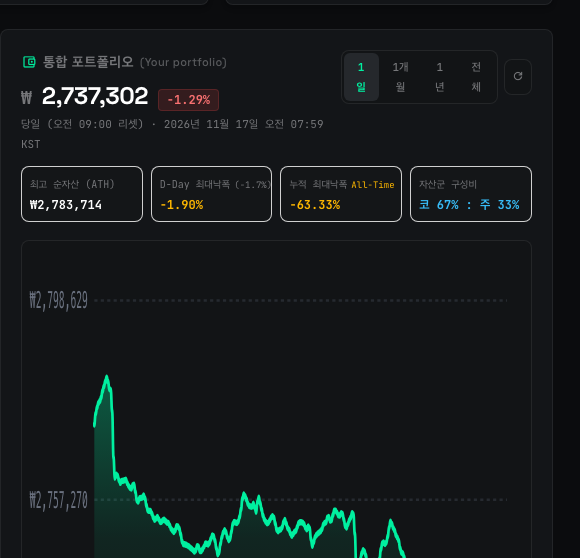 통합 포트폴리오 (Your portfolio)
₩ 2,737,302 -1.29%
당일 (오전 09:00 리셋) · 2026년 11월 17일 오전 07:59
KST
1일 1개월 1년 전체
최고 순자산 (ATH)
₩2,783,714
D-Day 최대낙폭 (-1.7%)
-1.90%
누적 최대낙폭 All-Time
-63.33%
자산군 구성비
코 67% : 주 33%
₩2,798,629
₩2,757,270